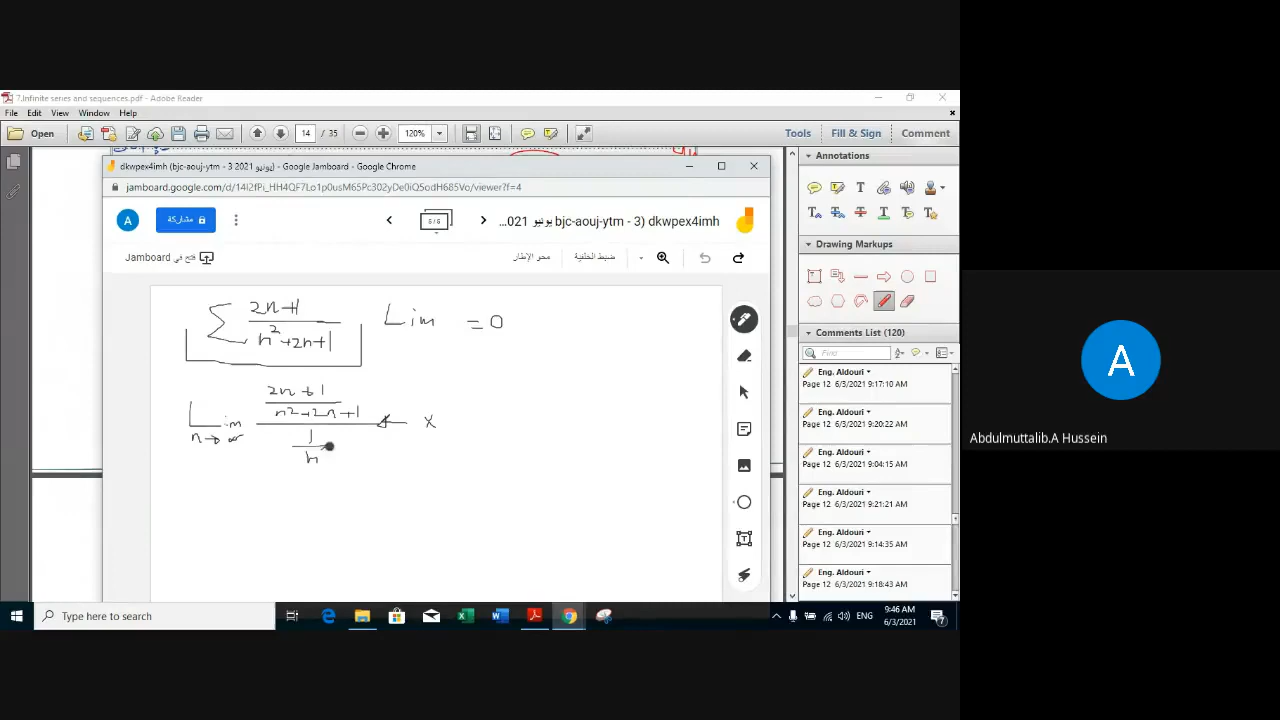 7.Infinite series and sequences.pdf - Adobe Reader
File Edit View Window Help
Open 14 / 35 120% Tools Fill & Sign Comment
dkwpex4imh (bjc-aouj-ytm - 3 يونيو 2021) - Google Jamboard - Google Chrome
jamboard.google.com/d/14I2fPi_HH4QF7Lo1p0usM65Pc302yDe0iQSodH685Vo/viewer?f=4
A مشاركة 5 / 5 ...021 يونيو bjc-aouj-ytm - 3) dkwpex4imh
فتح في Jamboard محو الإطار ضبط الخلفية
∑ (2n+1)/(n²+2n+1) Lim = 0
Lim n→∞ ((2n+1)/(n²+2n+1))/(1/n) x
Annotations
Drawing Markups
Comments List (120)
Find
Eng. Aldouri
Page 12 6/3/2021 9:17:10 AM
Eng. Aldouri
Page 12 6/3/2021 9:20:22 AM
Eng. Aldouri
Page 12 6/3/2021 9:04:15 AM
Eng. Aldouri
Page 12 6/3/2021 9:21:21 AM
Eng. Aldouri
Page 12 6/3/2021 9:14:35 AM
Eng. Aldouri
Page 12 6/3/2021 9:18:43 AM
A
Abdulmuttalib.A Hussein
Type here to search
ENG
9:46 AM
6/3/2021